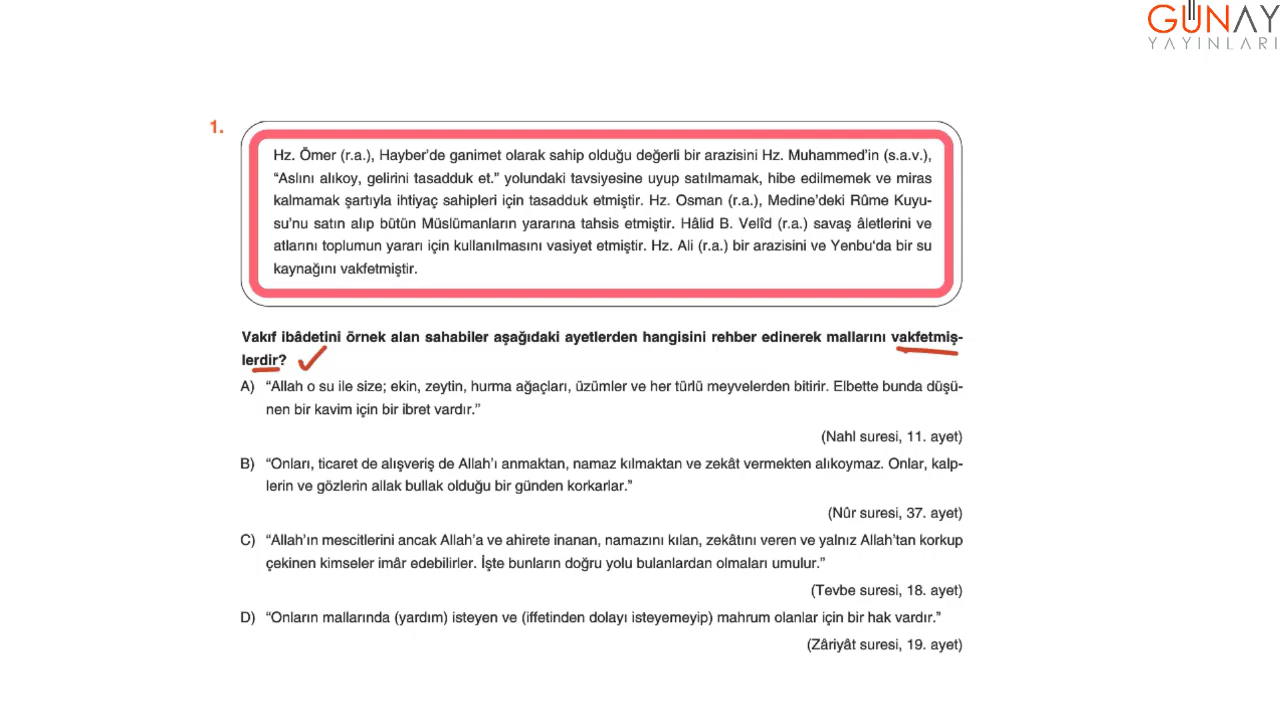 GÜNAY
YAYINLARI
1.
Hz. Ömer (r.a.), Hayber’de ganimet olarak sahip olduğu değerli bir arazisini Hz. Muhammed’in (s.a.v.),
“Aslını alıkoy, gelirini tasadduk et.” yolundaki tavsiyesine uyup satılmamak, hibe edilmemek ve miras
kalmamak şartıyla ihtiyaç sahipleri için tasadduk etmiştir. Hz. Osman (r.a.), Medine’deki Rûme Kuyu-
su’nu satın alıp bütün Müslümanların yararına tahsis etmiştir. Hâlid B. Velîd (r.a.) savaş âletlerini ve
atlarını toplumun yararı için kullanılmasını vasiyet etmiştir. Hz. Ali (r.a.) bir arazisini ve Yenbu‘da bir su
kaynağını vakfetmiştir.
Vakıf ibâdetini örnek alan sahabiler aşağıdaki ayetlerden hangisini rehber edinerek mallarını vakfetmiş-
lerdir?
A) “Allah o su ile size; ekin, zeytin, hurma ağaçları, üzümler ve her türlü meyvelerden bitirir. Elbette bunda düşü-
nen bir kavim için bir ibret vardır.”
(Nahl suresi, 11. ayet)
B) “Onları, ticaret de alışveriş de Allah’ı anmaktan, namaz kılmaktan ve zekât vermekten alıkoymaz. Onlar, kalp-
lerin ve gözlerin allak bullak olduğu bir günden korkarlar.”
(Nûr suresi, 37. ayet)
C) “Allah’ın mescitlerini ancak Allah’a ve ahirete inanan, namazını kılan, zekâtını veren ve yalnız Allah’tan korkup
çekinen kimseler imâr edebilirler. İşte bunların doğru yolu bulanlardan olmaları umulur.”
(Tevbe suresi, 18. ayet)
D) “Onların mallarında (yardım) isteyen ve (iffetinden dolayı isteyemeyip) mahrum olanlar için bir hak vardır.”
(Zâriyât suresi, 19. ayet)